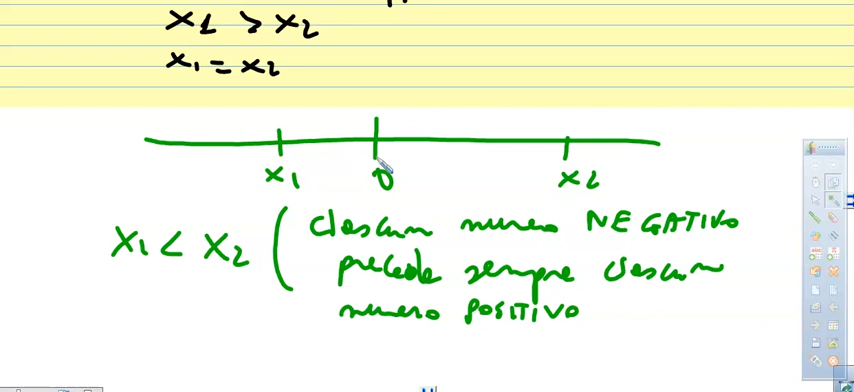 x1 > x2
x1 = x2
x1 0 x2
x1 < x2 ( ciascun numero NEGATIVO
precede sempre ciascun
numero POSITIVO